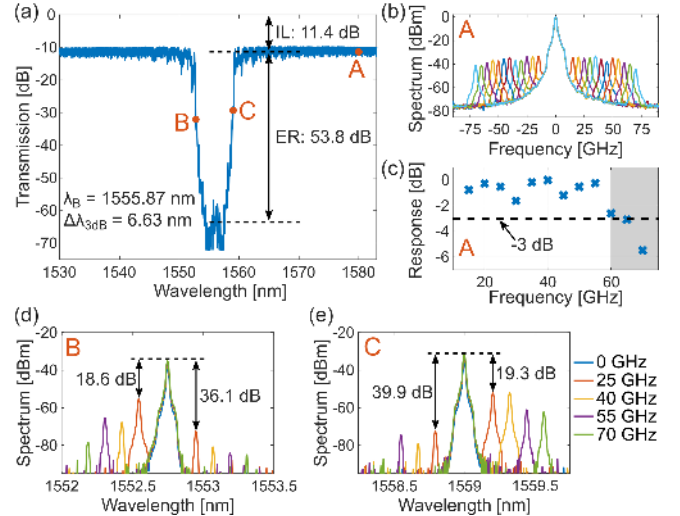 (a)
0
-10
-20
-30
-40
-50
-60
-70
Transmission [dB]
IL: 11.4 dB
A
B
C
ER: 53.8 dB
λB = 1555.87 nm
Δλ3dB = 6.63 nm
1530 1540 1550 1560 1570 1580
Wavelength [nm]
(b)
A
0
-20
-40
-60
-80
Spectrum [dBm]
-75 -50 -25 0 25 50 75
Frequency [GHz]
(c)
0
-2
-4
-6
Response [dB]
-3 dB
A
20 40 60
Frequency [GHz]
(d)
B
-20
-40
-60
-80
Spectrum [dBm]
18.6 dB
36.1 dB
1552 1552.5 1553 1553.5
Wavelength [nm]
(e)
C
-20
-40
-60
-80
Spectrum [dBm]
39.9 dB
19.3 dB
1558.5 1559 1559.5
Wavelength [nm]
0 GHz
25 GHz
40 GHz
55 GHz
70 GHz